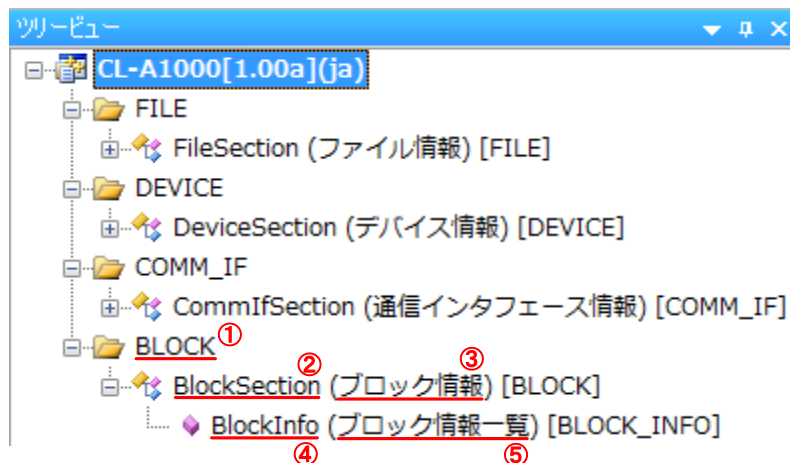 ツリービュー
CL-A1000[1.00a](ja)
FILE
FileSection (ファイル情報) [FILE]
DEVICE
DeviceSection (デバイス情報) [DEVICE]
COMM_IF
CommIfSection (通信インタフェース情報) [COMM_IF]
BLOCK ①
② ③
BlockSection (ブロック情報) [BLOCK]
BlockInfo (ブロック情報一覧) [BLOCK_INFO]
④ ⑤